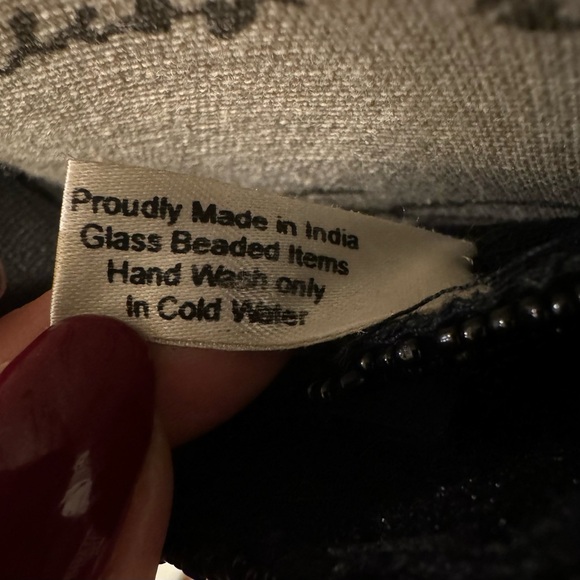 Proudly Made in India
Glass Beaded Items
Hand Wash only
In Cold Water